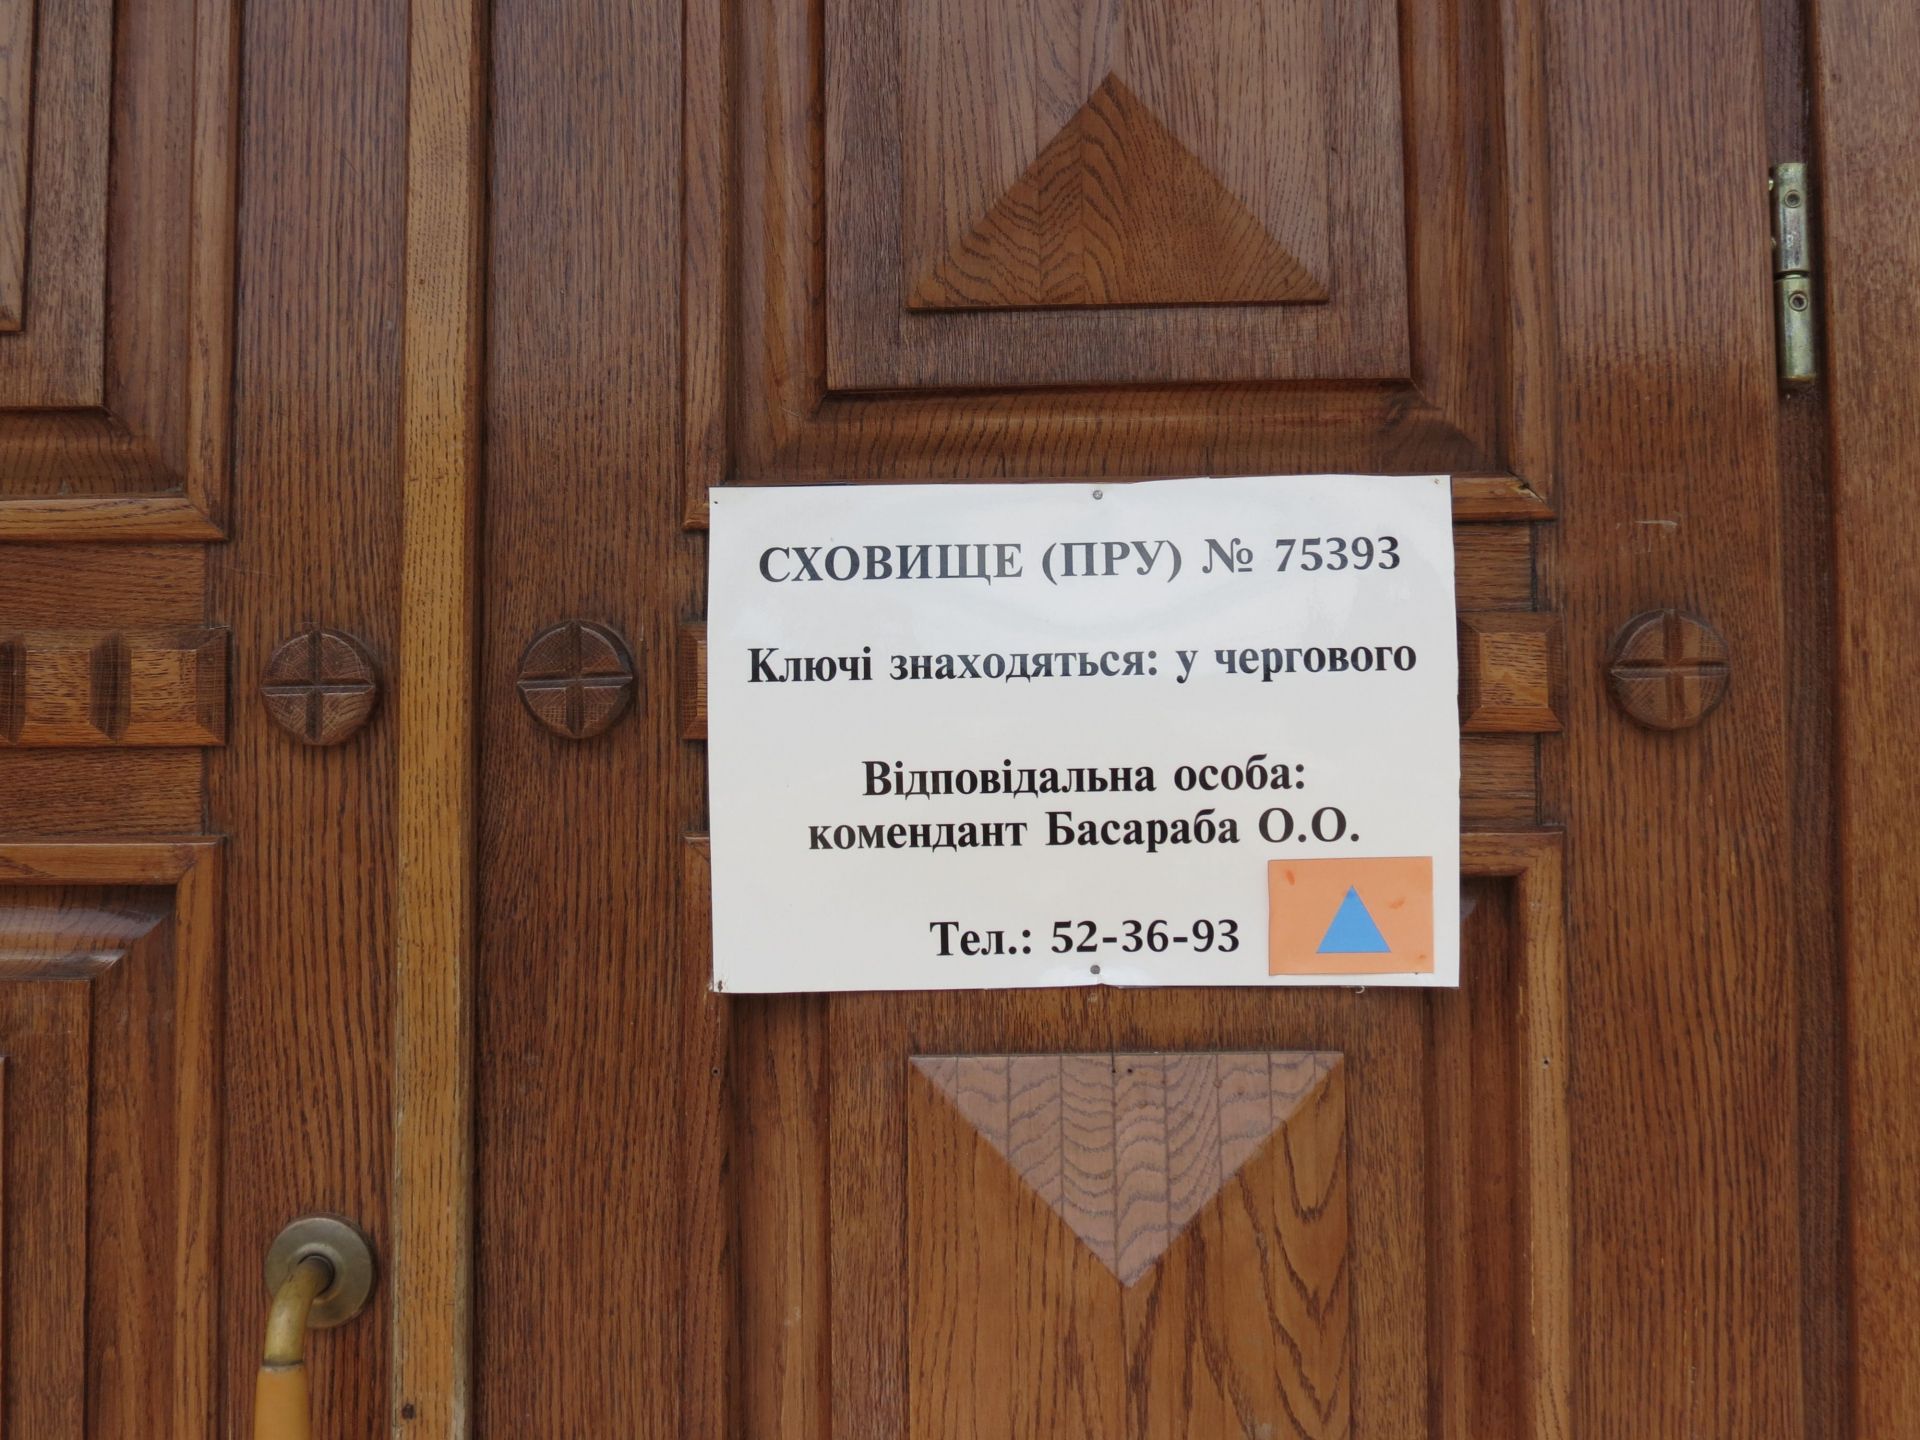 СХОВИЩЕ (ПРУ) № 75393
Ключі знаходяться: у чергового
Відповідальна особа:
комендант Басараба О.О.
Тел.: 52-36-93